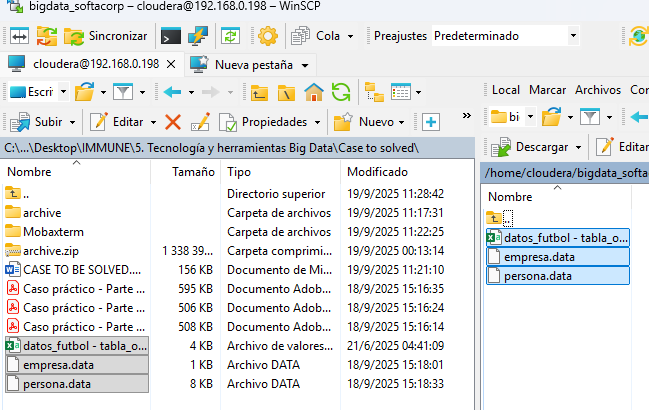 bigdata_softacorp – cloudera@192.168.0.198 – WinSCP
Sincronizar Cola Preajustes Predeterminado
cloudera@192.168.0.198 Nueva pestaña
Escrit
Local Marcar Archivos Com
Subir Editar Propiedades Nuevo »
bi
Descargar Editar
C:\...\Desktop\IMMUNE\5. Tecnología y herramientas Big Data\Case to solved\
/home/cloudera/bigdata_softac
Nombre Tamaño Tipo Modificado
.. Directorio superior 19/9/2025 11:28:42
archive Carpeta de archivos 19/9/2025 11:17:31
Mobaxterm Carpeta de archivos 19/9/2025 11:22:25
archive.zip 1 338 39... Carpeta comprimi... 19/9/2025 00:13:14
CASE TO BE SOLVED.... 156 KB Documento de Mi... 19/9/2025 11:21:10
Caso práctico - Parte ... 595 KB Documento Adob... 18/9/2025 15:16:35
Caso práctico - Parte ... 506 KB Documento Adob... 18/9/2025 15:16:24
Caso práctico - Parte ... 508 KB Documento Adob... 18/9/2025 15:16:14
datos_futbol - tabla_o... 4 KB Archivo de valores... 21/6/2025 04:41:09
empresa.data 1 KB Archivo DATA 18/9/2025 15:18:01
persona.data 8 KB Archivo DATA 18/9/2025 15:18:33
Nombre
..
datos_futbol - tabla_o...
empresa.data
persona.data